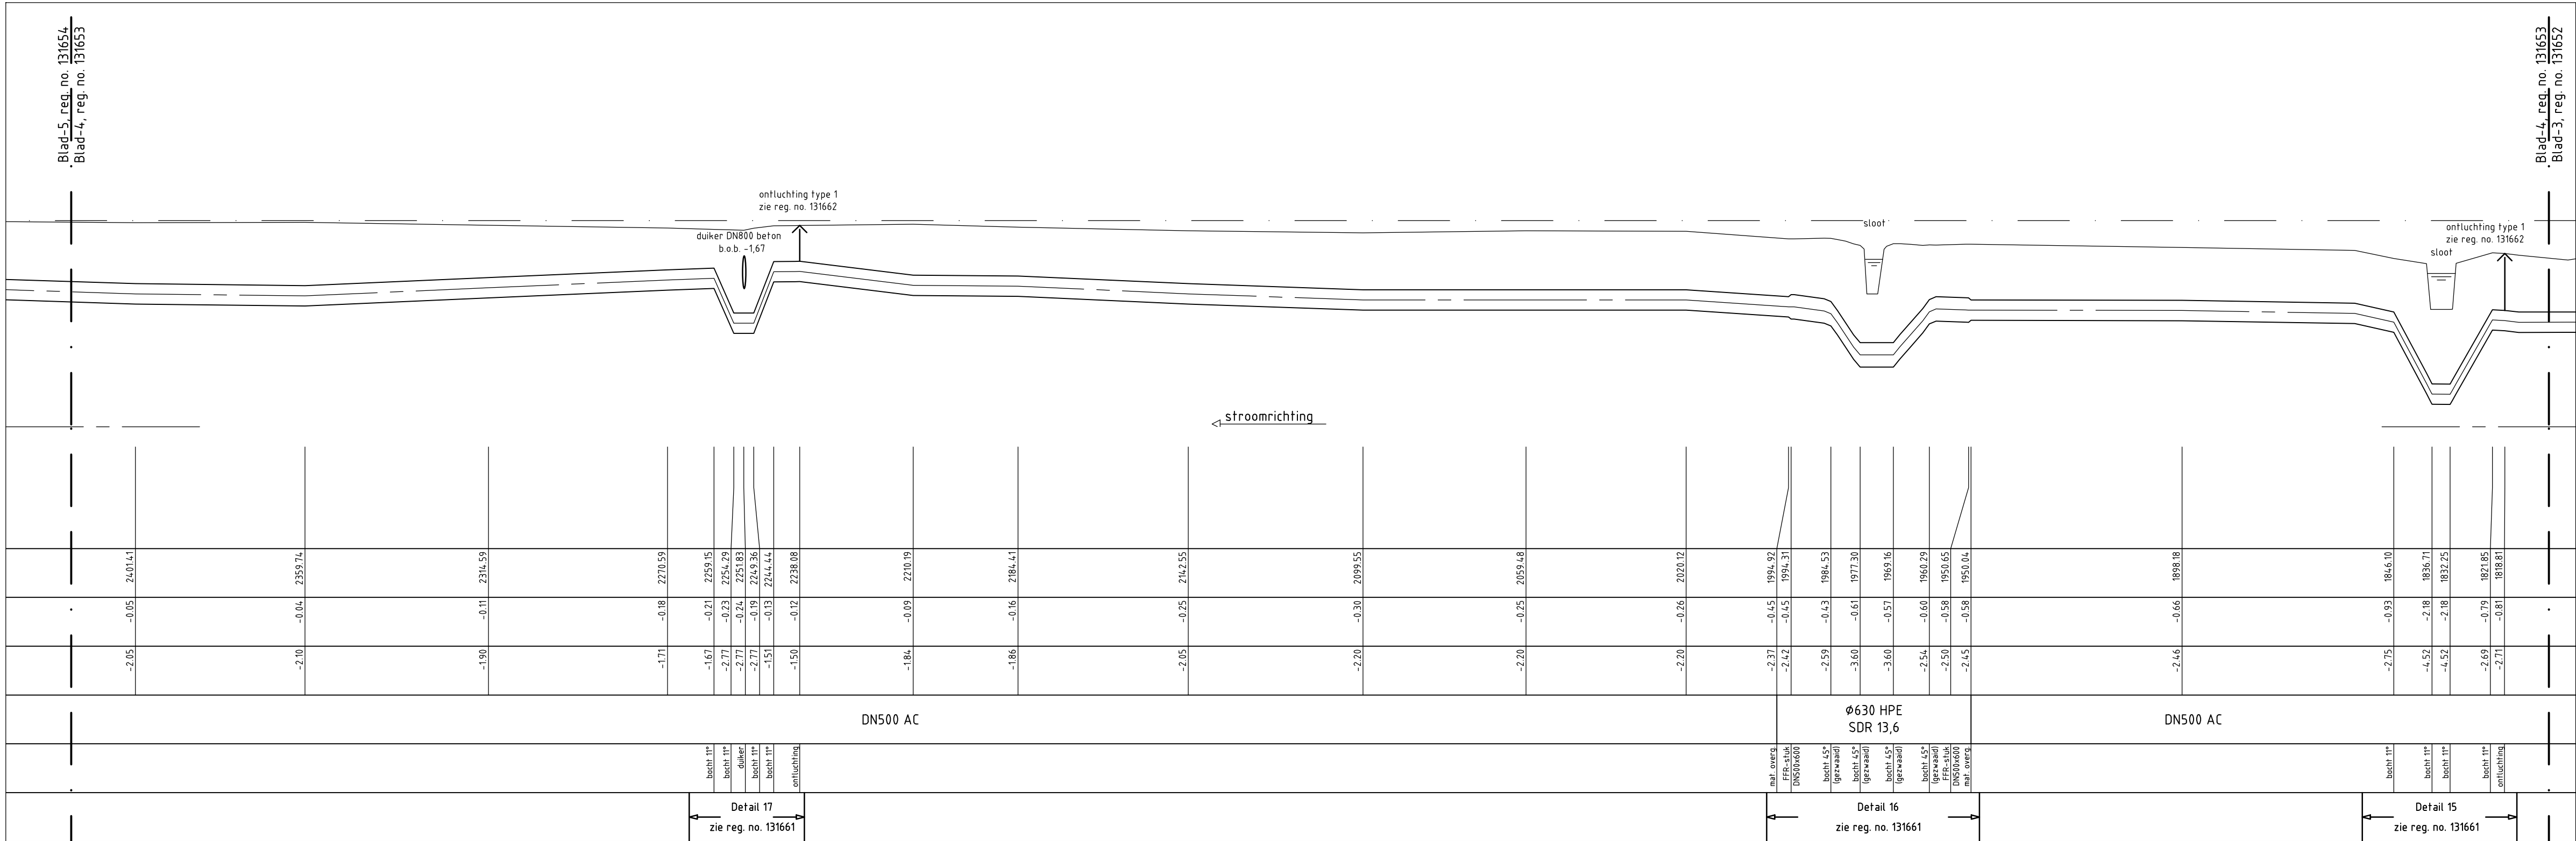 Blad-5, reg. no. 131654
Blad-4, reg. no. 131653
Blad-4, reg. no. 131653
Blad-3, reg. no. 131652
ontluchting type 1
zie reg. no. 131662
duiker DN800 beton
b.o.b. -1,67
sloot
ontluchting type 1
zie reg. no. 131662
sloot
stroomrichting
2401.41
2359.74
2314.59
2270.59
2259.15
2254.29
2251.83
2249.36
2244.44
2238.08
2210.19
2184.41
2142.55
2099.55
2059.48
2020.12
1994.92
1994.31
1984.53
1977.30
1969.16
1960.29
1950.65
1950.04
1898.18
1846.10
1836.71
1832.25
1821.85
1818.81
-0.05
-0.04
-0.11
-0.18
-0.21
-0.23
-0.24
-0.19
-0.13
-0.12
-0.09
-0.16
-0.25
-0.30
-0.25
-0.26
-0.45
-0.45
-0.43
-0.61
-0.57
-0.60
-0.58
-0.58
-0.66
-0.93
-2.18
-2.18
-0.79
-0.81
-2.05
-2.10
-1.90
-1.71
-1.67
-2.77
-2.77
-2.77
-1.51
-1.50
-1.84
-1.86
-2.05
-2.20
-2.20
-2.20
-2.37
-2.42
-2.59
-3.60
-3.60
-2.54
-2.50
-2.45
-2.46
-2.75
-4.52
-4.52
-2.69
-2.71
DN500 AC
Ø630 HPE
SDR 13,6
DN500 AC
bocht 11°
bocht 11°
duiker
bocht 11°
bocht 11°
ontluchting
mat. overg.
FFR-stuk
DN500x600
bocht 45°
(gezwaaid)
bocht 45°
(gezwaaid)
bocht 45°
(gezwaaid)
bocht 45°
(gezwaaid)
FFR-stuk
DN500x600
mat. overg.
bocht 11°
bocht 11°
bocht 11°
bocht 11°
ontluchting
Detail 17
zie reg. no. 131661
Detail 16
zie reg. no. 131661
Detail 15
zie reg. no. 131661